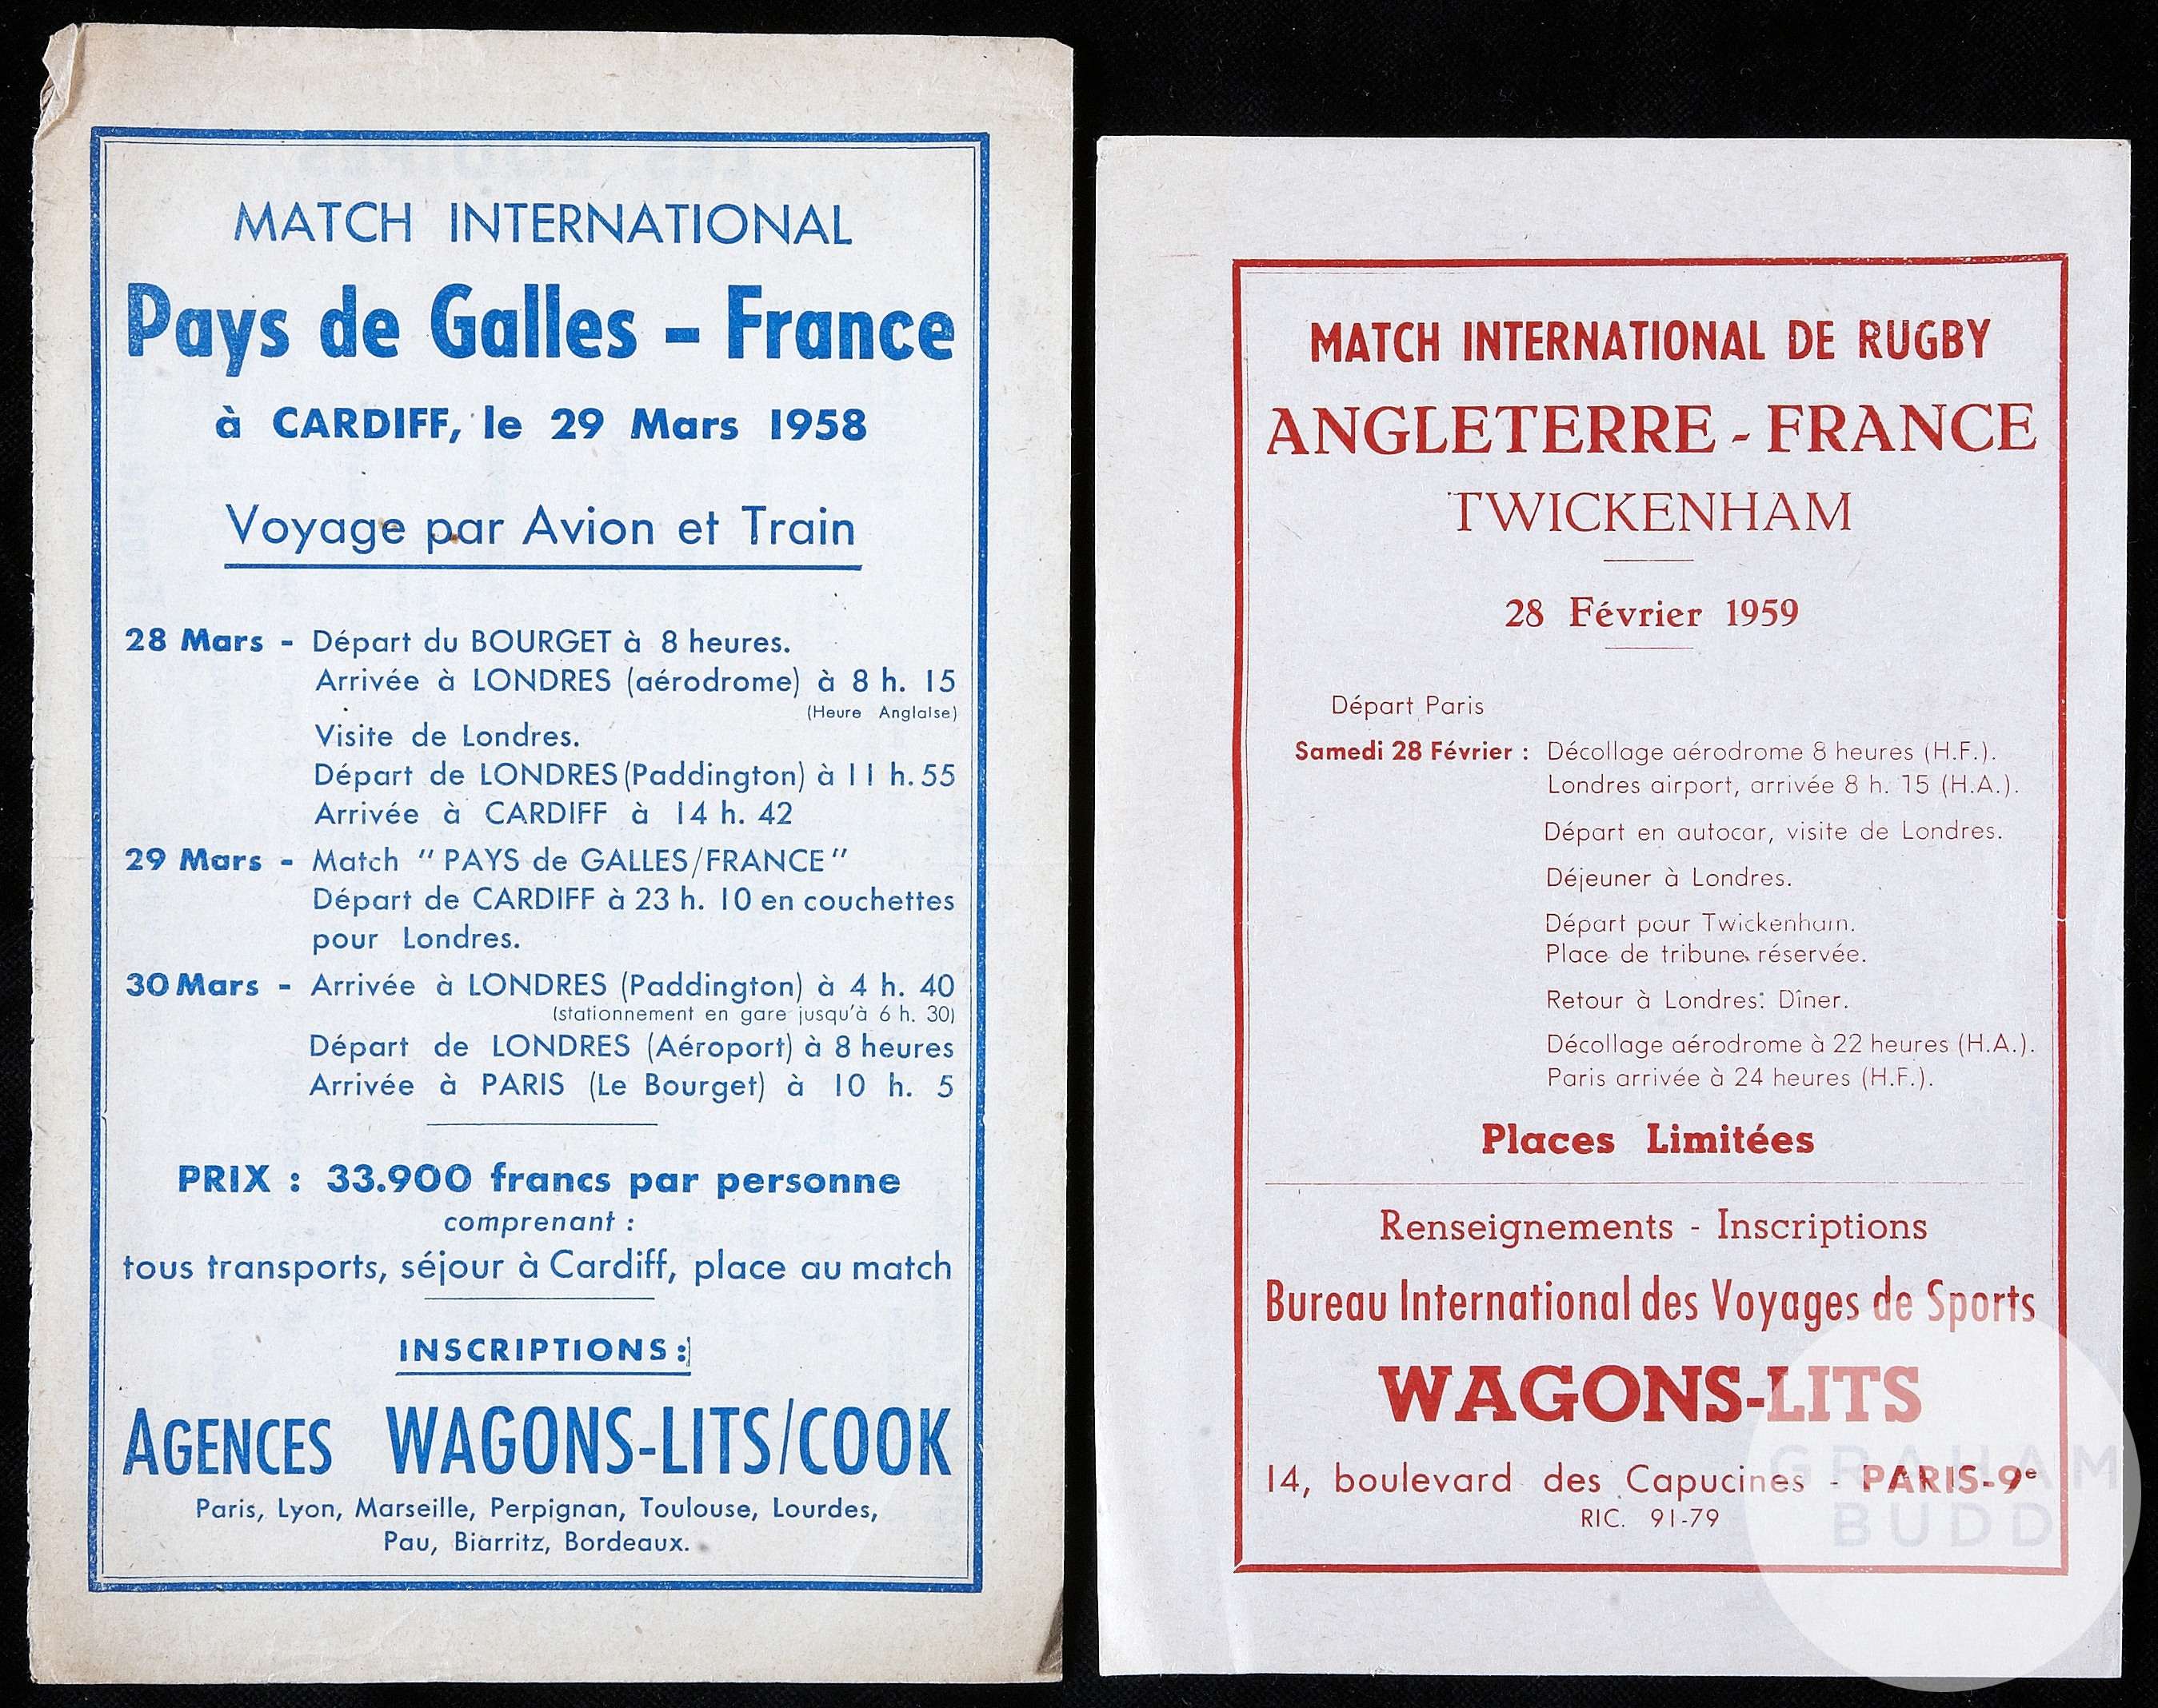 MATCH INTERNATIONAL
Pays de Galles - France
à CARDIFF, le 29 Mars 1958
Voyage par Avion et Train
28 Mars - Départ du BOURGET à 8 heures.
Arrivée à LONDRES (aérodrome) à 8 h. 15
(Heure Anglaise)
Visite de Londres.
Départ de LONDRES (Paddington) à 11 h. 55
Arrivée à CARDIFF à 14 h. 42
29 Mars - Match "PAYS de GALLES/FRANCE"
Départ de CARDIFF à 23 h. 10 en couchettes
pour Londres.
30 Mars - Arrivée à LONDRES (Paddington) à 4 h. 40
(stationnement en gare jusqu'à 6 h. 30)
Départ de LONDRES (Aéroport) à 8 heures
Arrivée à PARIS (Le Bourget) à 10 h. 5
PRIX : 33.900 francs par personne
comprenant :
tous transports, séjour à Cardiff, place au match
INSCRIPTIONS :
AGENCES WAGONS-LITS/COOK
Paris, Lyon, Marseille, Perpignan, Toulouse, Lourdes,
Pau, Biarritz, Bordeaux.
MATCH INTERNATIONAL DE RUGBY
ANGLETERRE - FRANCE
TWICKENHAM
28 Février 1959
Départ Paris
Samedi 28 Février : Décollage aérodrome 8 heures (H.F.).
Londres airport, arrivée 8 h. 15 (H.A.).
Départ en autocar, visite de Londres.
Déjeuner à Londres.
Départ pour Twickenham.
Place de tribune réservée.
Retour à Londres: Dîner.
Décollage aérodrome à 22 heures (H.A.).
Paris arrivée à 24 heures (H.F.).
Places Limitées
Renseignements - Inscriptions
Bureau International des Voyages de Sports
WAGONS-LITS
14, boulevard des Capucines - PARIS-9e
RIC. 91-79
GRAHAM
BUDD